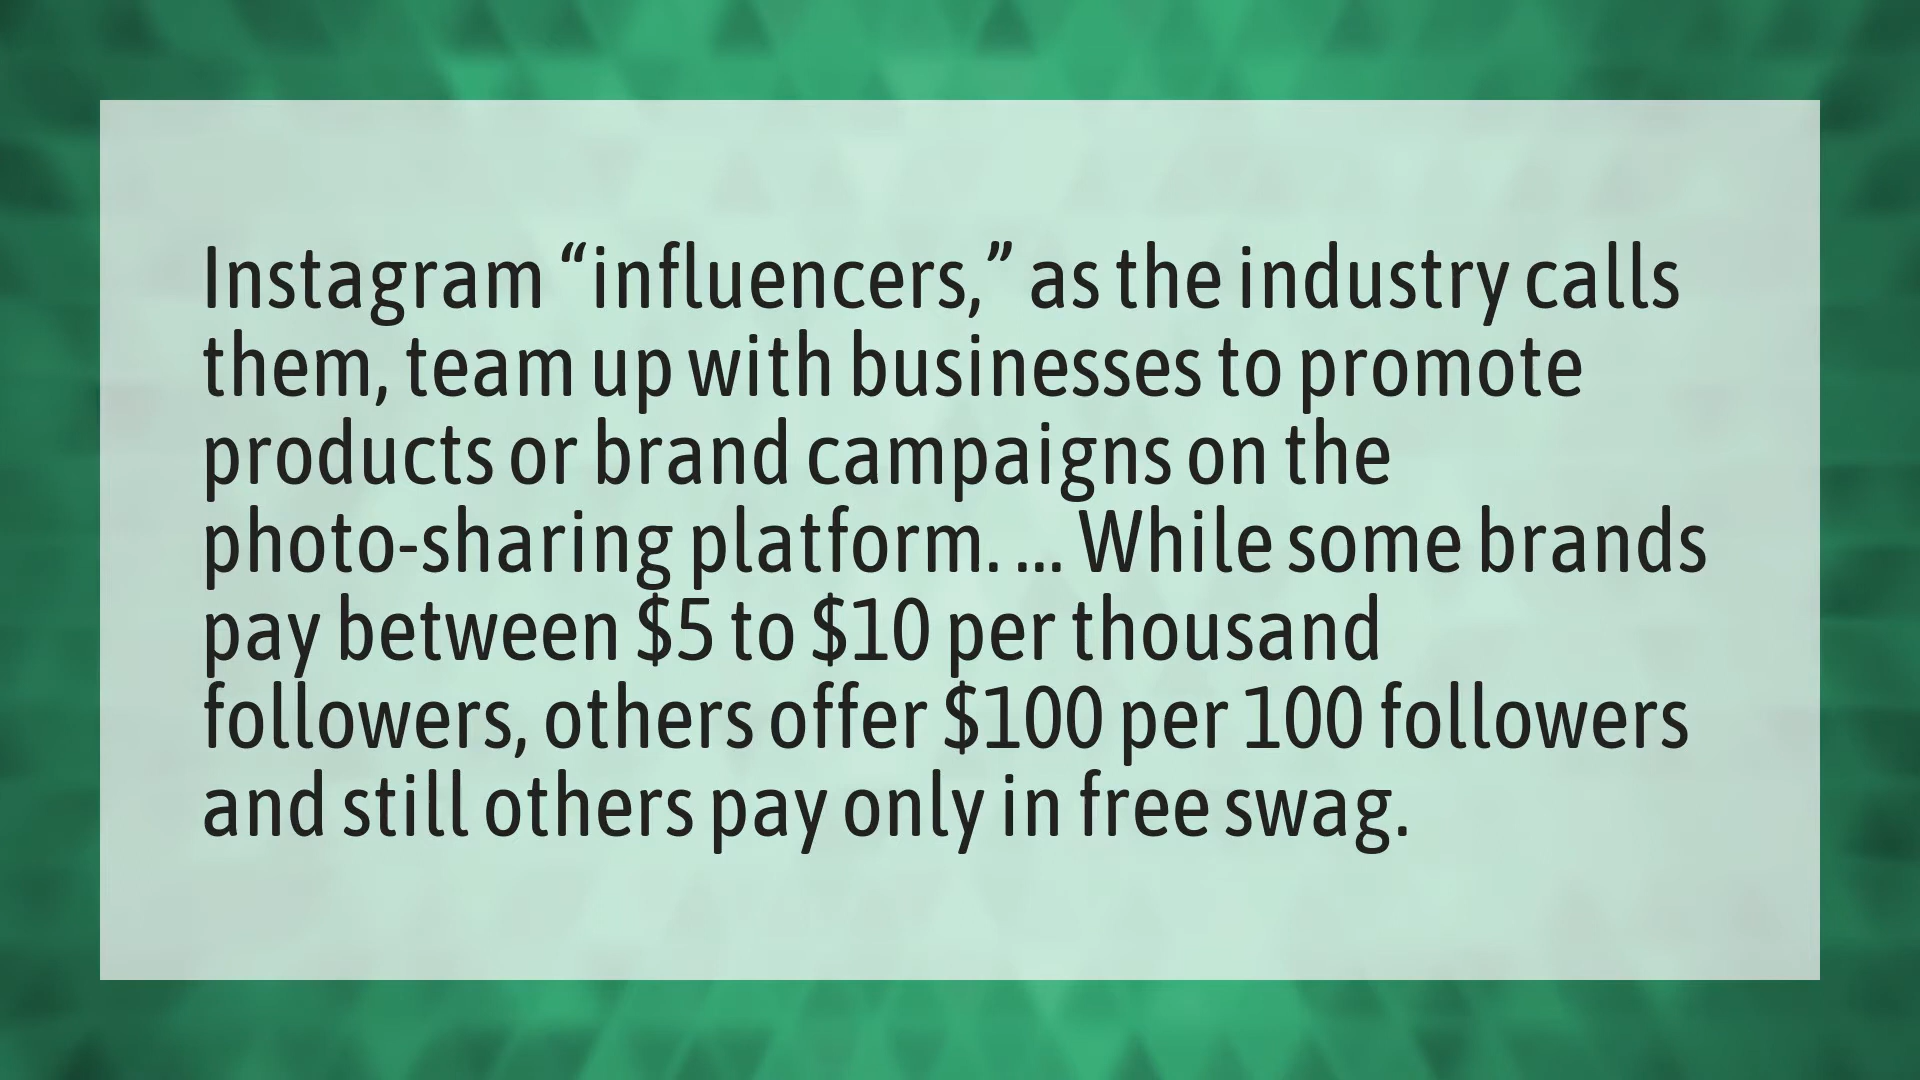 Instagram “influencers,” as the industry calls
them, team up with businesses to promote
products or brand campaigns on the
photo-sharing platform. ... While some brands
pay between $5 to $10 per thousand
followers, others offer $100 per 100 followers
and still others pay only in free swag.